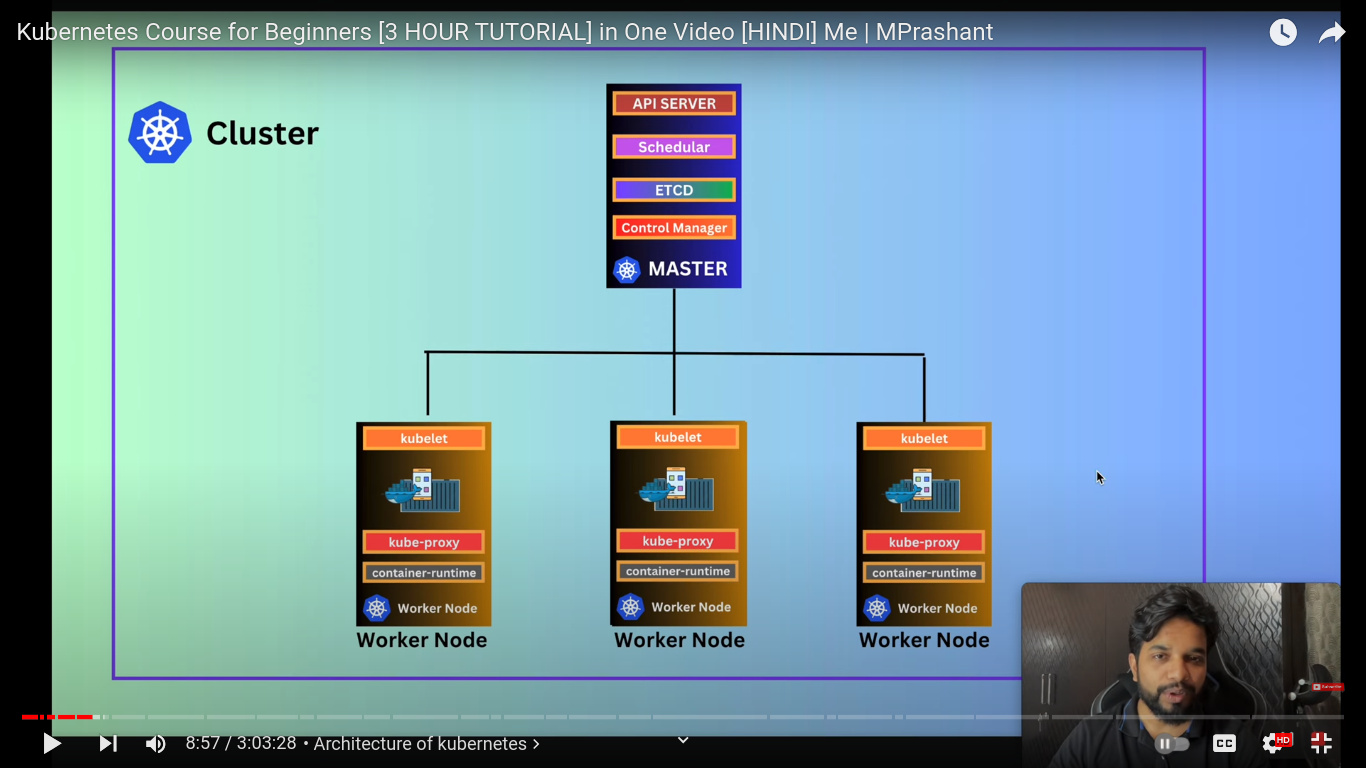 Kubernetes Course for Beginners [3 HOUR TUTORIAL] in One Video [HINDI] Me | MPrashant
Cluster
API SERVER
Schedular
ETCD
Control Manager
MASTER
kubelet
kube-proxy
container-runtime
Worker Node
Worker Node
kubelet
kube-proxy
container-runtime
Worker Node
Worker Node
kubelet
kube-proxy
container-runtime
Worker Node
Worker Node
Subscribe
8:57 / 3:03:28 • Architecture of kubernetes >
CC
HD